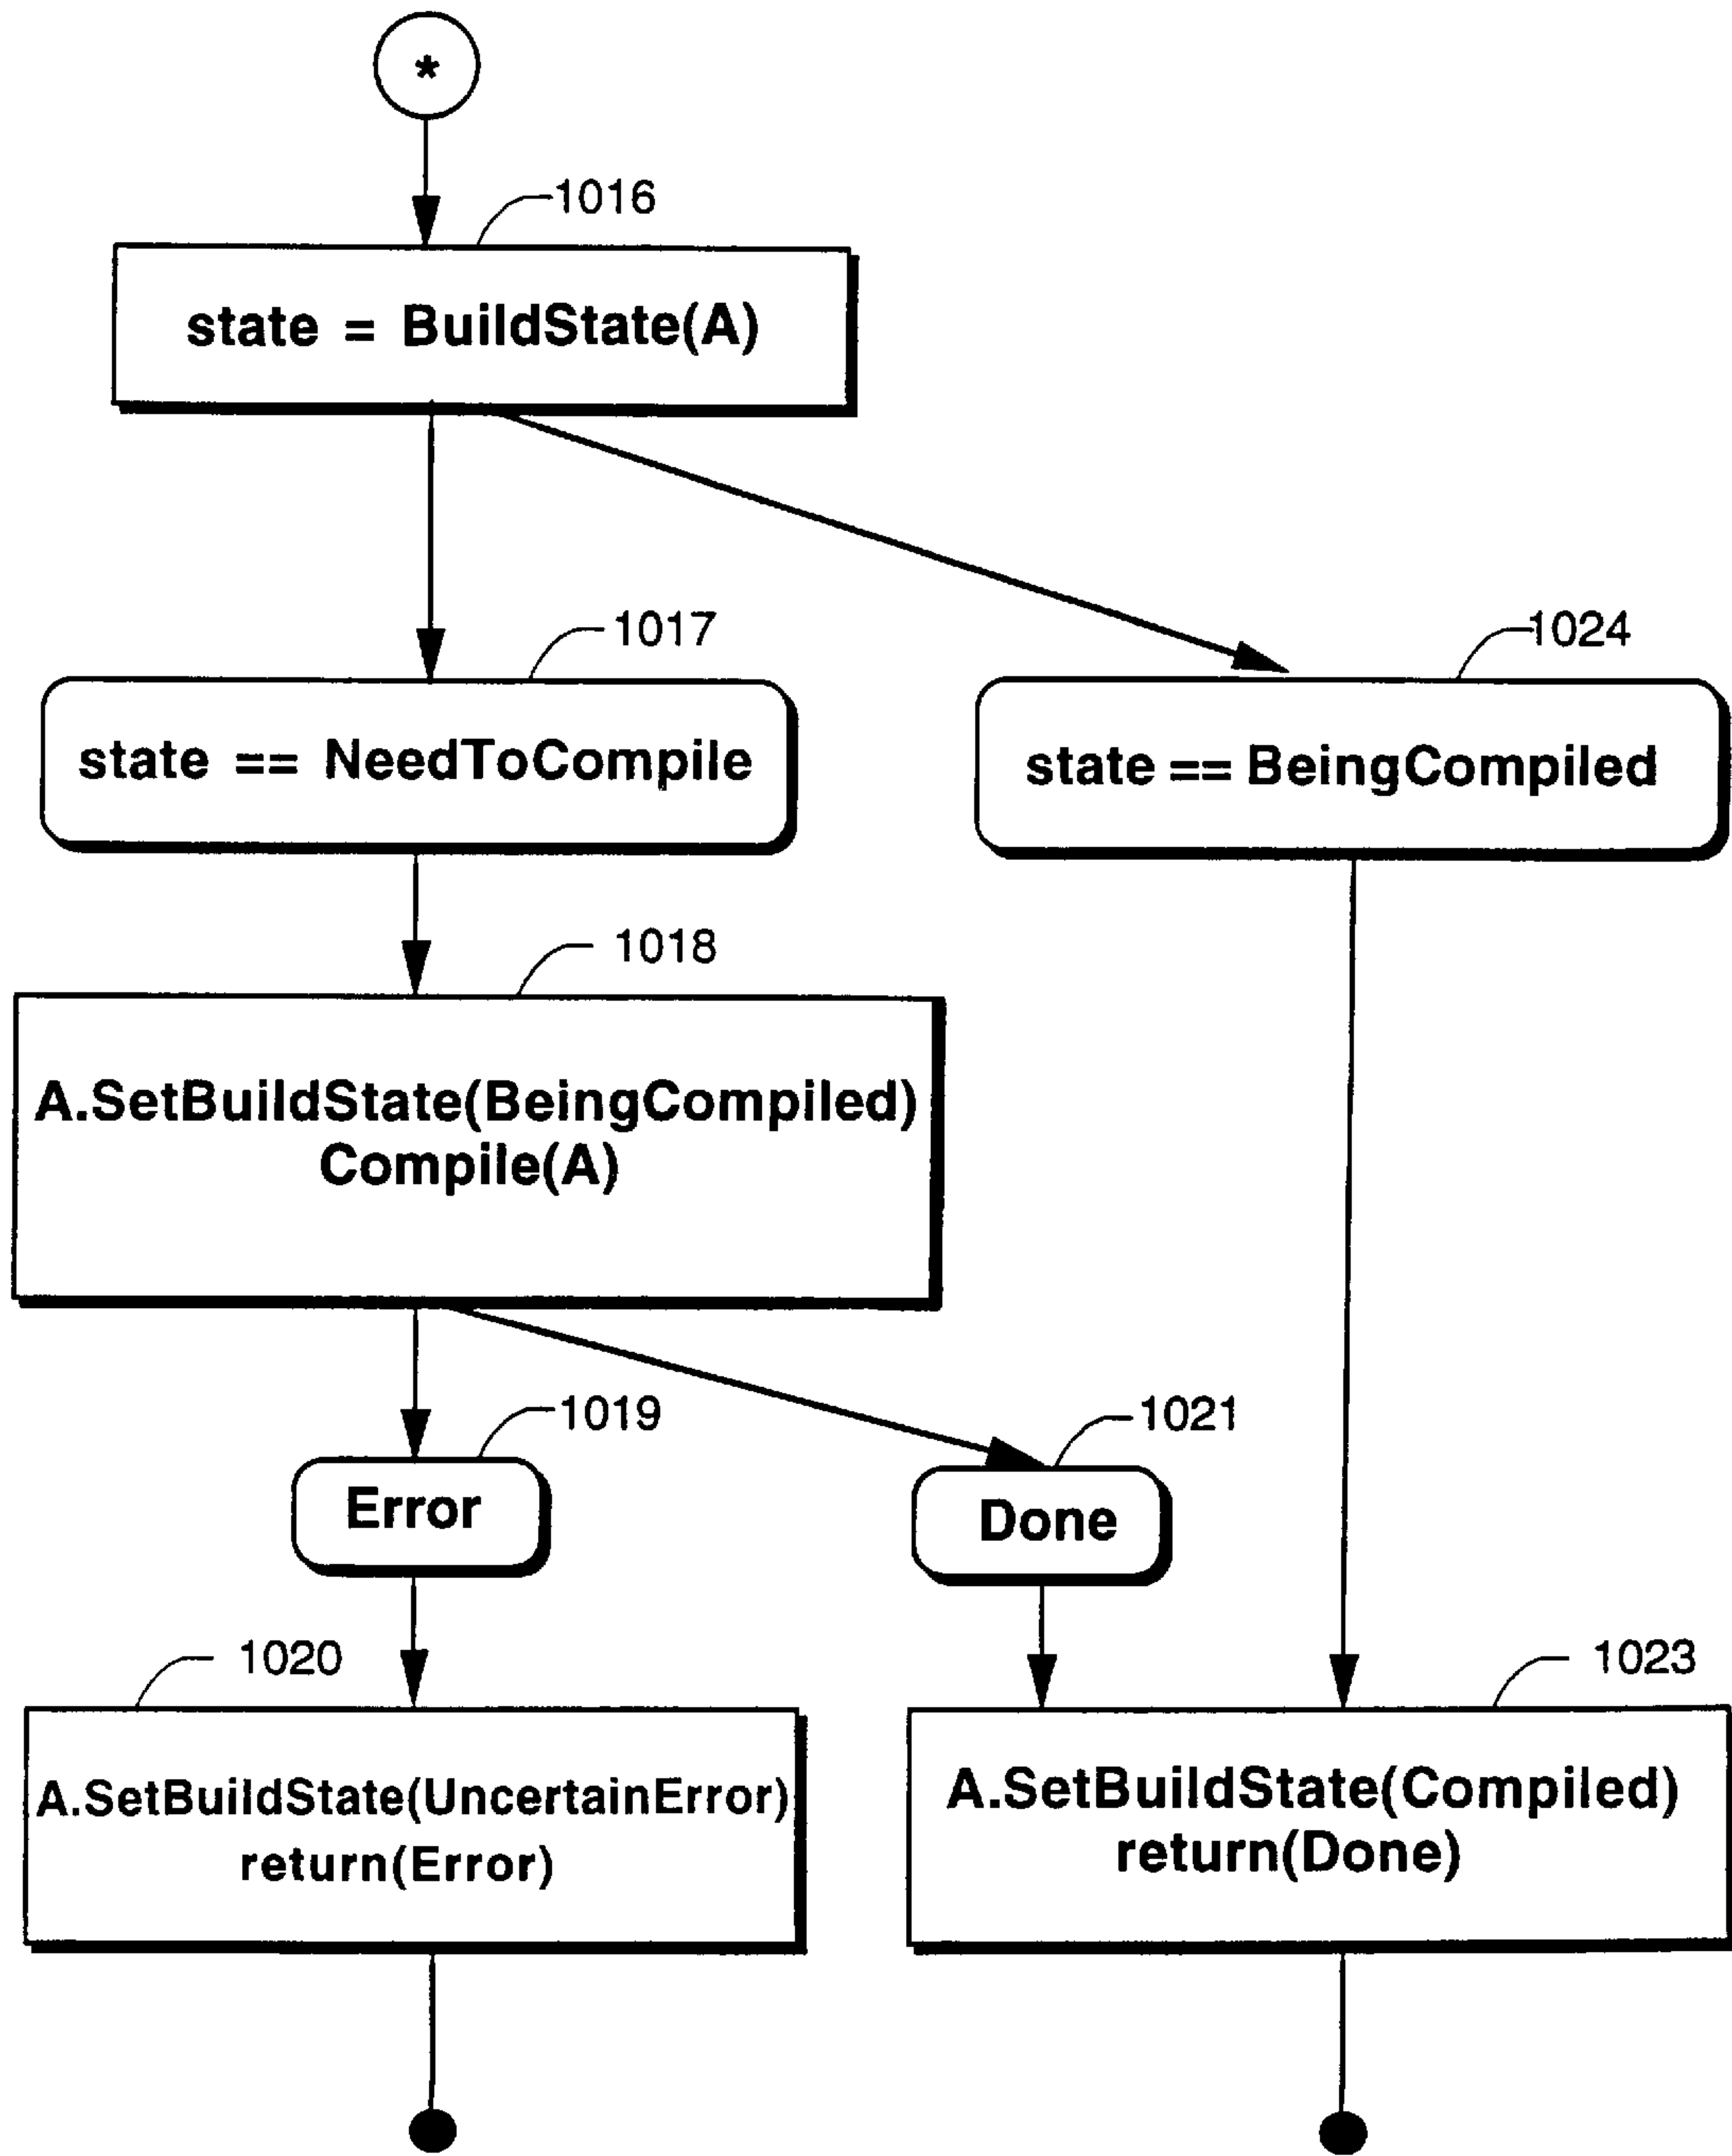 *
1016
state = BuildState(A)
1017
1024
state == NeedToCompile
state == BeingCompiled
1018
A.SetBuildState(BeingCompiled)
Compile(A)
1019
1021
Error
Done
1020
1023
A.SetBuildState(UncertainError)
return(Error)
A.SetBuildState(Compiled)
return(Done)